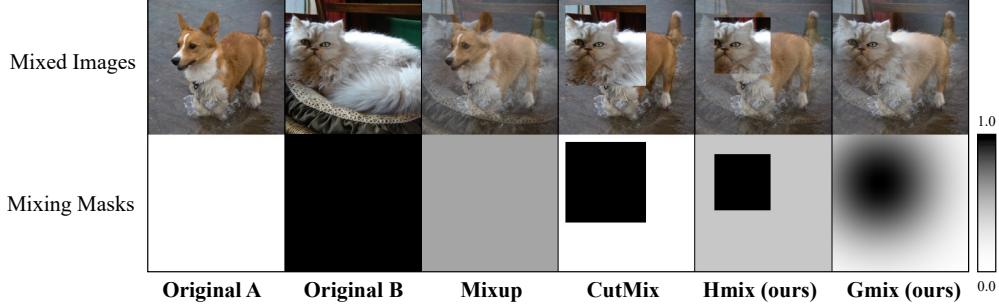 Mixed Images
1.0
Mixing Masks
0.0
Original A Original B Mixup CutMix Hmix (ours) Gmix (ours)